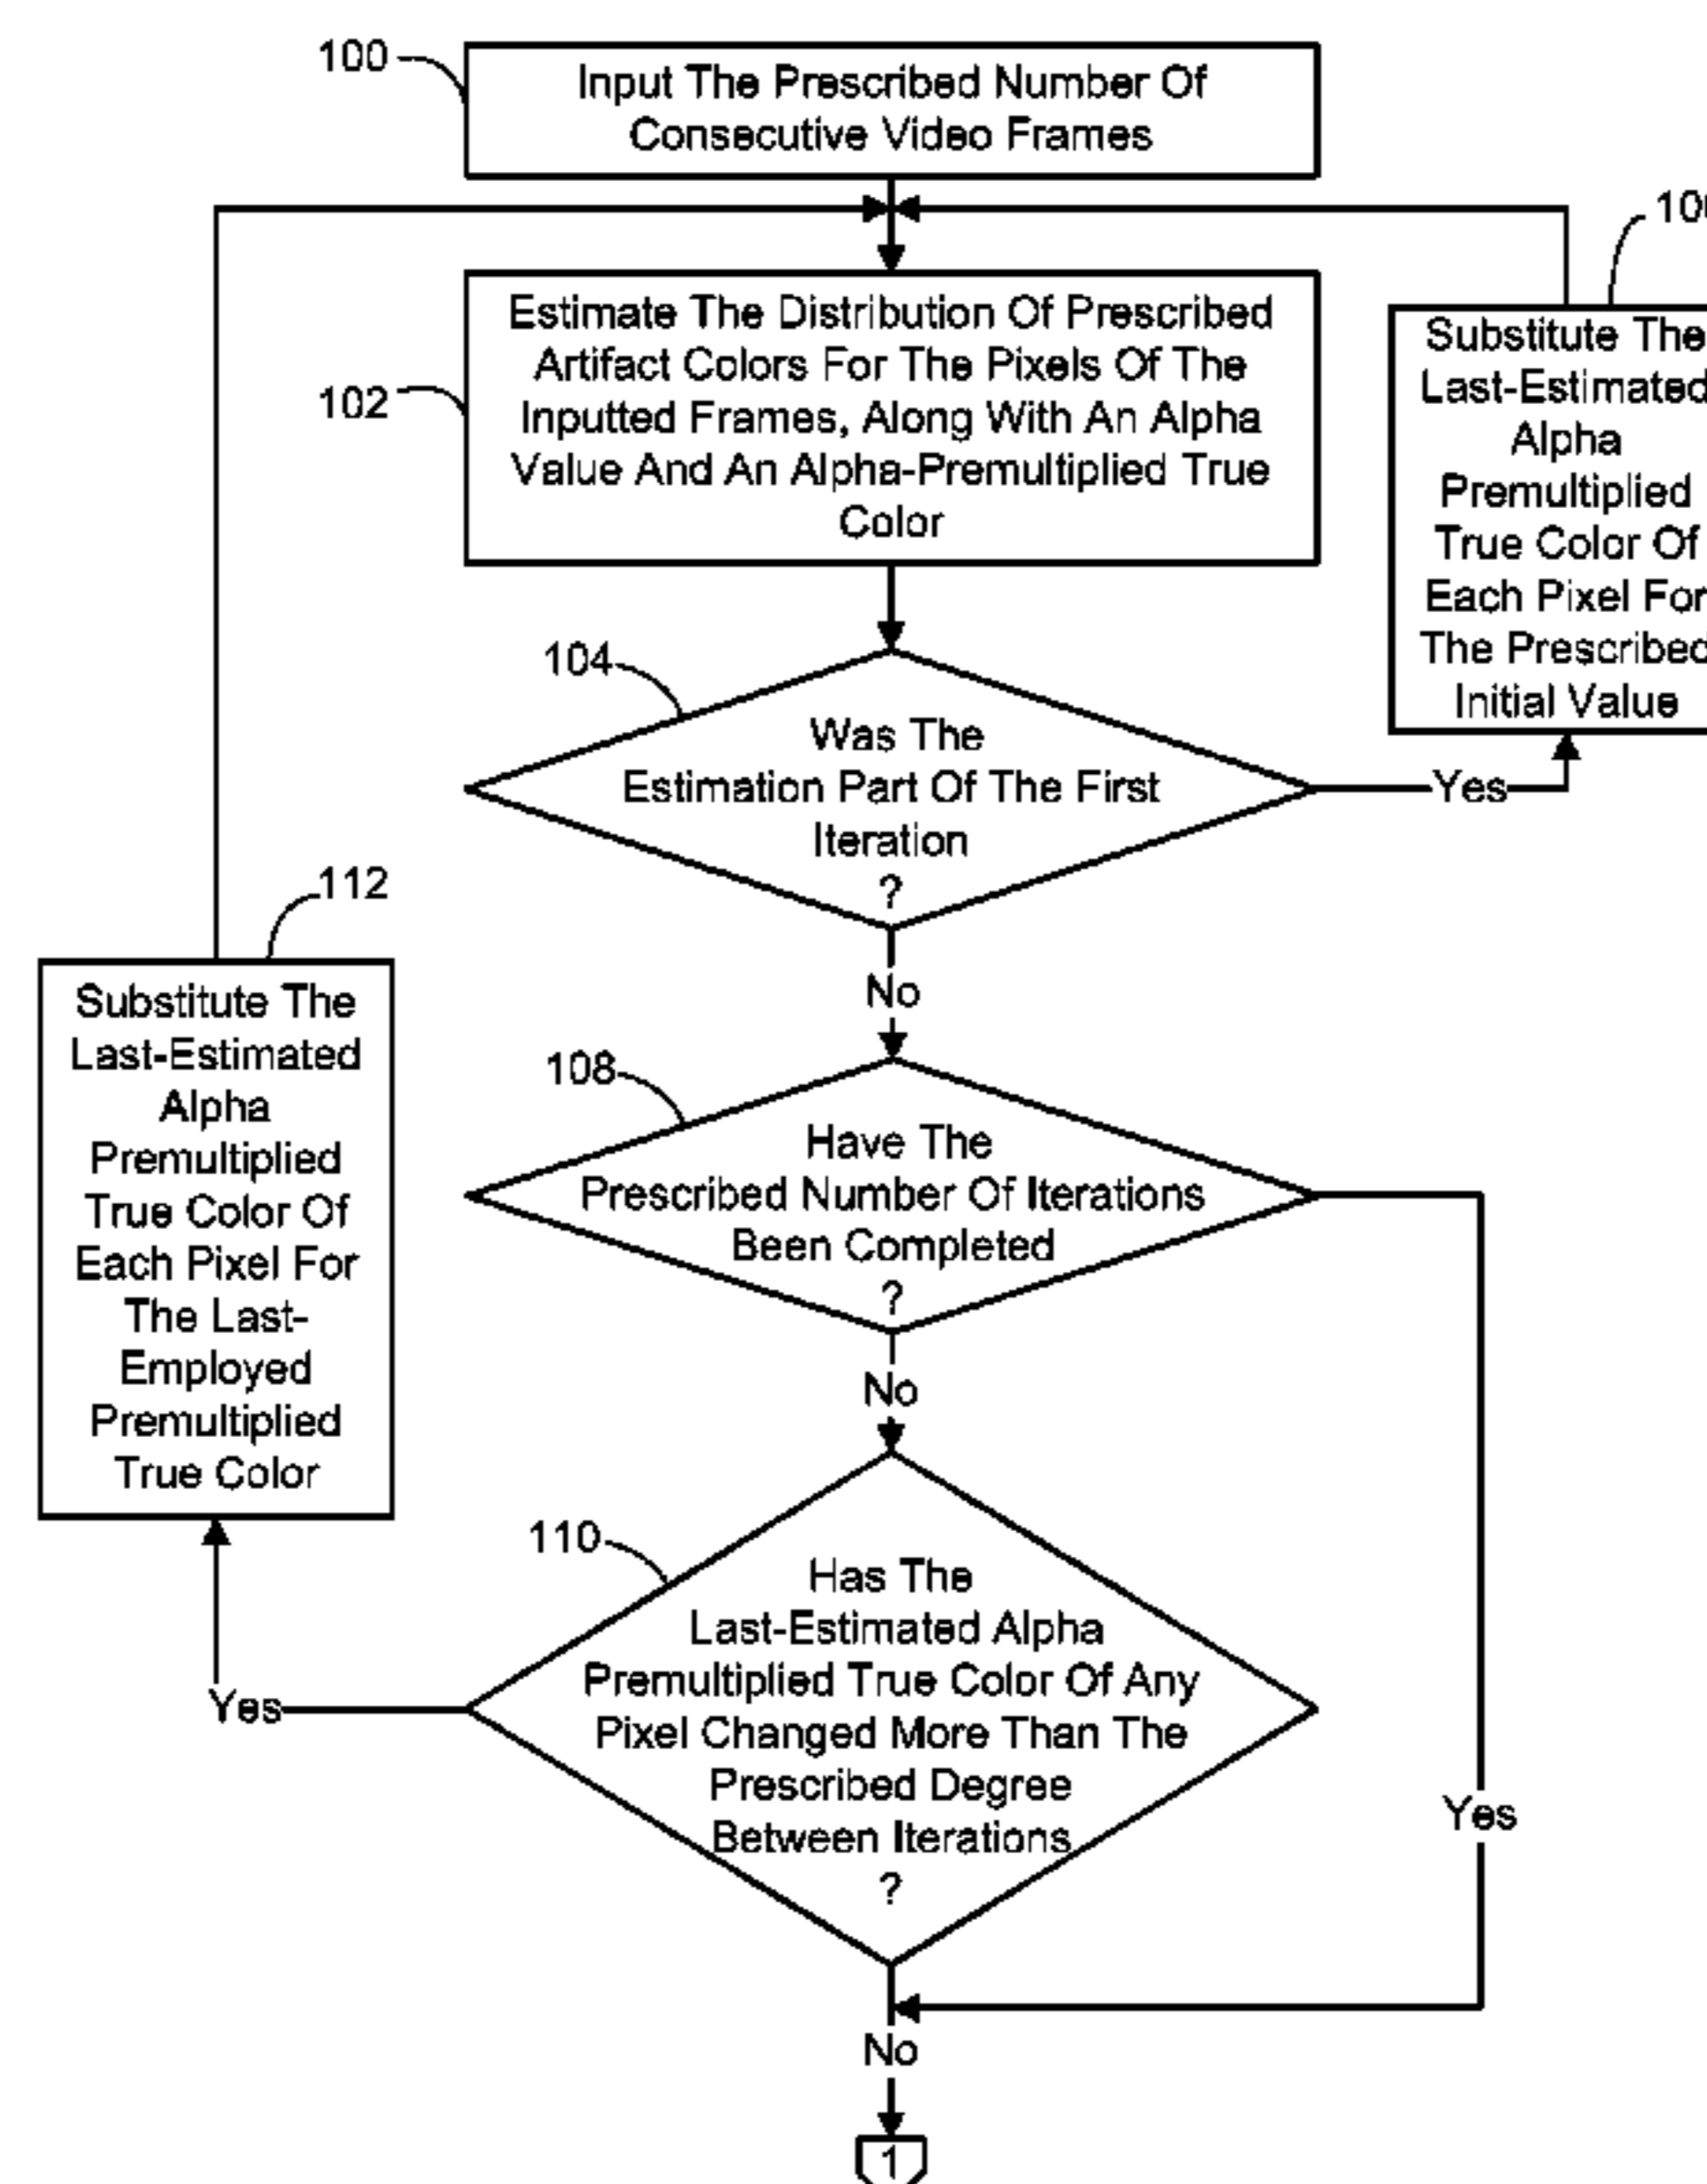 100
Input The Prescribed Number Of
Consecutive Video Frames
102
Estimate The Distribution Of Prescribed
Artifact Colors For The Pixels Of The
Inputted Frames, Along With An Alpha
Value And An Alpha-Premultiplied True
Color
Substitute The
Last-Estimated
Alpha
Premultiplied
True Color Of
Each Pixel For
The Prescribed
Initial Value
104
Was The
Estimation Part Of The First
Iteration
?
Yes
No
112
Substitute The
Last-Estimated
Alpha
Premultiplied
True Color Of
Each Pixel For
The Last-
Employed
Premultiplied
True Color
108
Have The
Prescribed Number Of Iterations
Been Completed
?
No
Yes
110
Has The
Last-Estimated Alpha
Premultiplied True Color Of Any
Pixel Changed More Than The
Prescribed Degree
Between Iterations
?
Yes
No
1